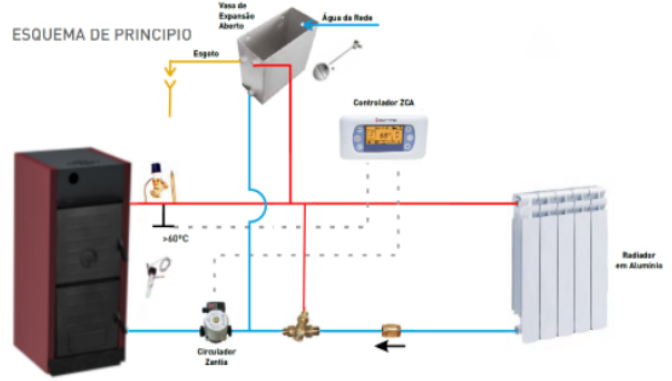 Vaso de
Expansão
Aberto
Água da Rede
ESQUEMA DE PRINCIPIO
Esgoto
Controlador ZCA
>60ºC
Radiador
em Alumínio
Circulador
Zantia